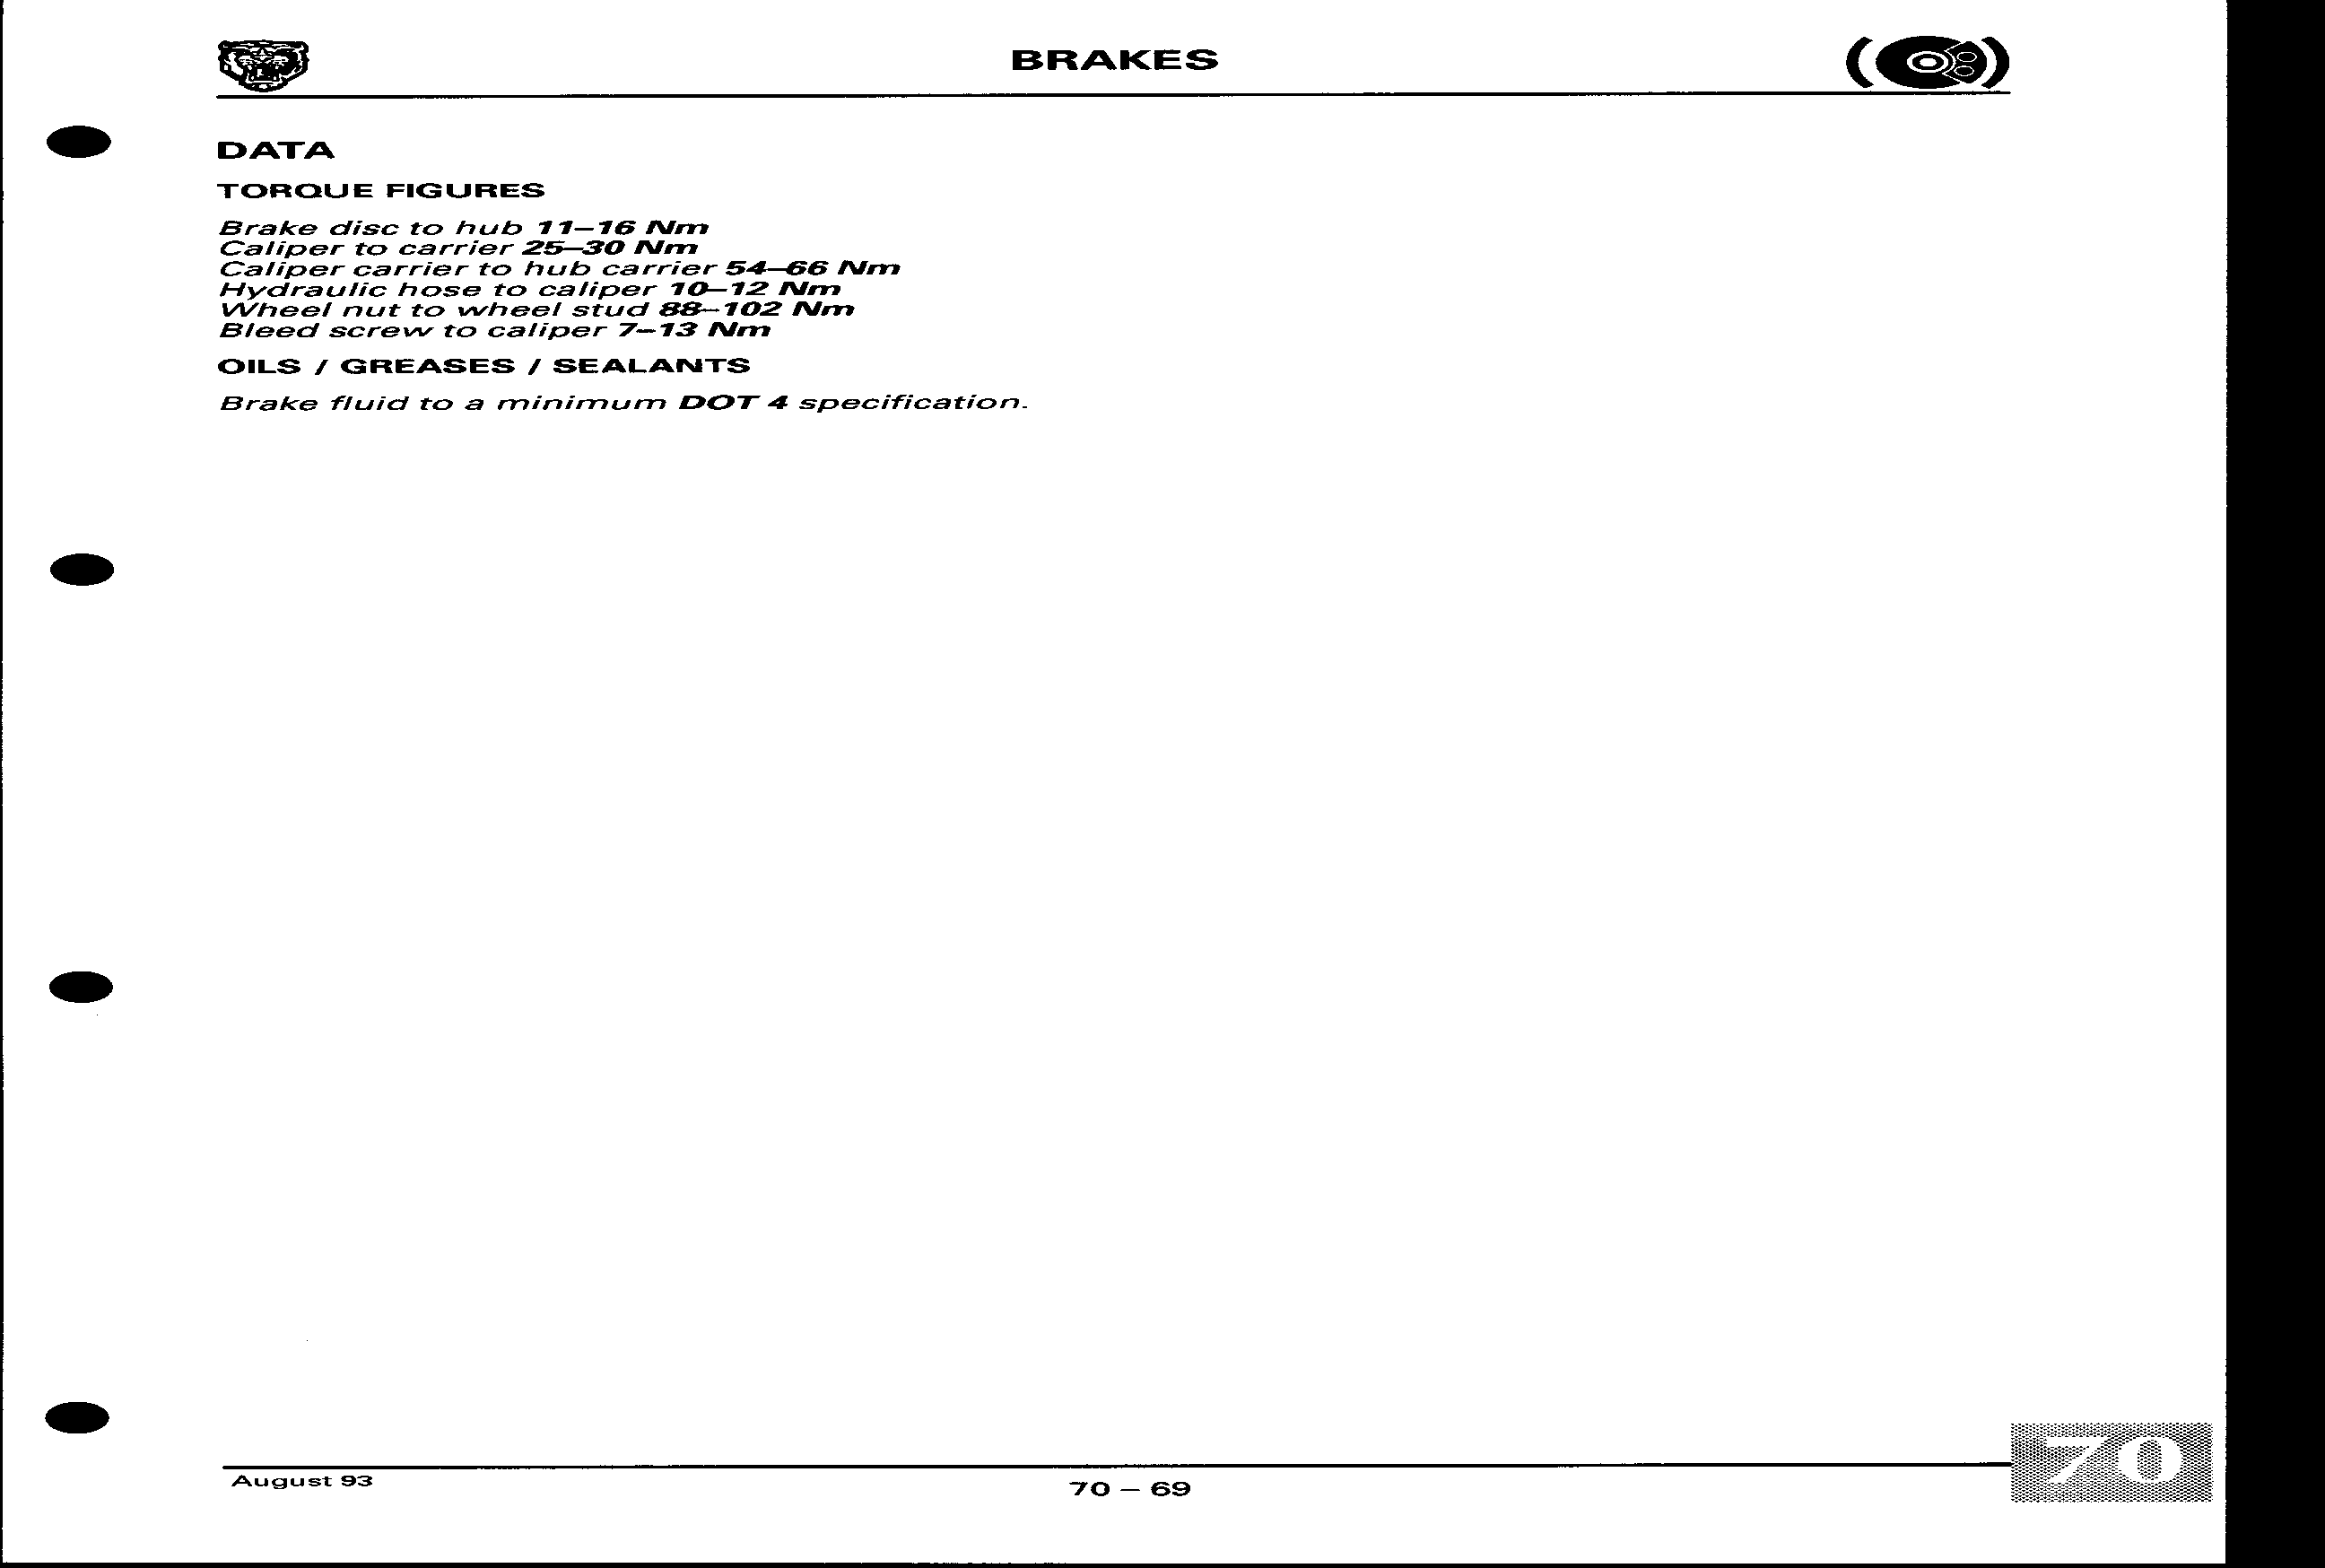 BRAKES
DATA
TORQUE FIGURES
Brake disc to hub 11–16 Nm
Caliper to carrier 25–30 Nm
Caliper carrier to hub carrier 54–66 Nm
Hydraulic hose to caliper 10–12 Nm
Wheel nut to wheel stud 88–102 Nm
Bleed screw to caliper 7–13 Nm
OILS / GREASES / SEALANTS
Brake fluid to a minimum DOT 4 specification.
70
August 93
70 – 69